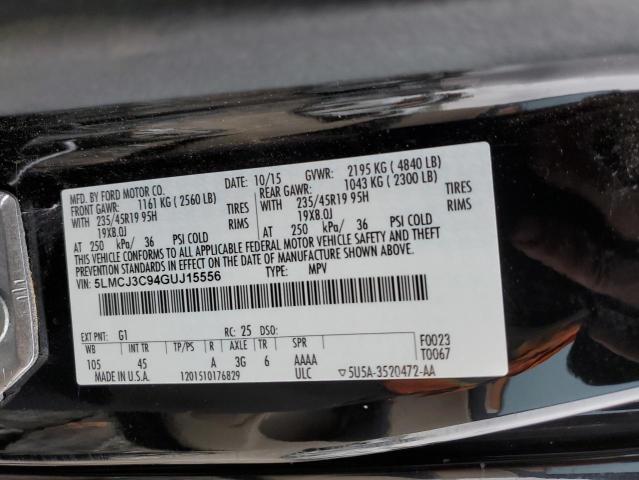 MFD. BY FORD MOTOR CO.
DATE: 10/15 GVWR: 2195 KG ( 4840 LB)
FRONT GAWR: 1161 KG ( 2560 LB) REAR GAWR: 1043 KG ( 2300 LB)
WITH 235/45R19 95H TIRES WITH 235/45R19 95H TIRES
19X8.0J RIMS 19X8.0J RIMS
AT 250 kPa/ 36 PSI COLD AT 250 kPa/ 36 PSI COLD
THIS VEHICLE CONFORMS TO ALL APPLICABLE FEDERAL MOTOR VEHICLE SAFETY AND THEFT
PREVENTION STANDARDS IN EFFECT ON THE DATE OF MANUFACTURE SHOWN ABOVE.
VIN: 5LMCJ3C94GUJ15556 TYPE: MPV
EXT PNT: G1 RC: 25 DSO:
WB INT TR TP/PS R AXLE TR SPR F0023
105 45 A 3G 6 AAAA T0067
MADE IN U.S.A. 1201510176829 ULC ▽5U5A-3520472-AA